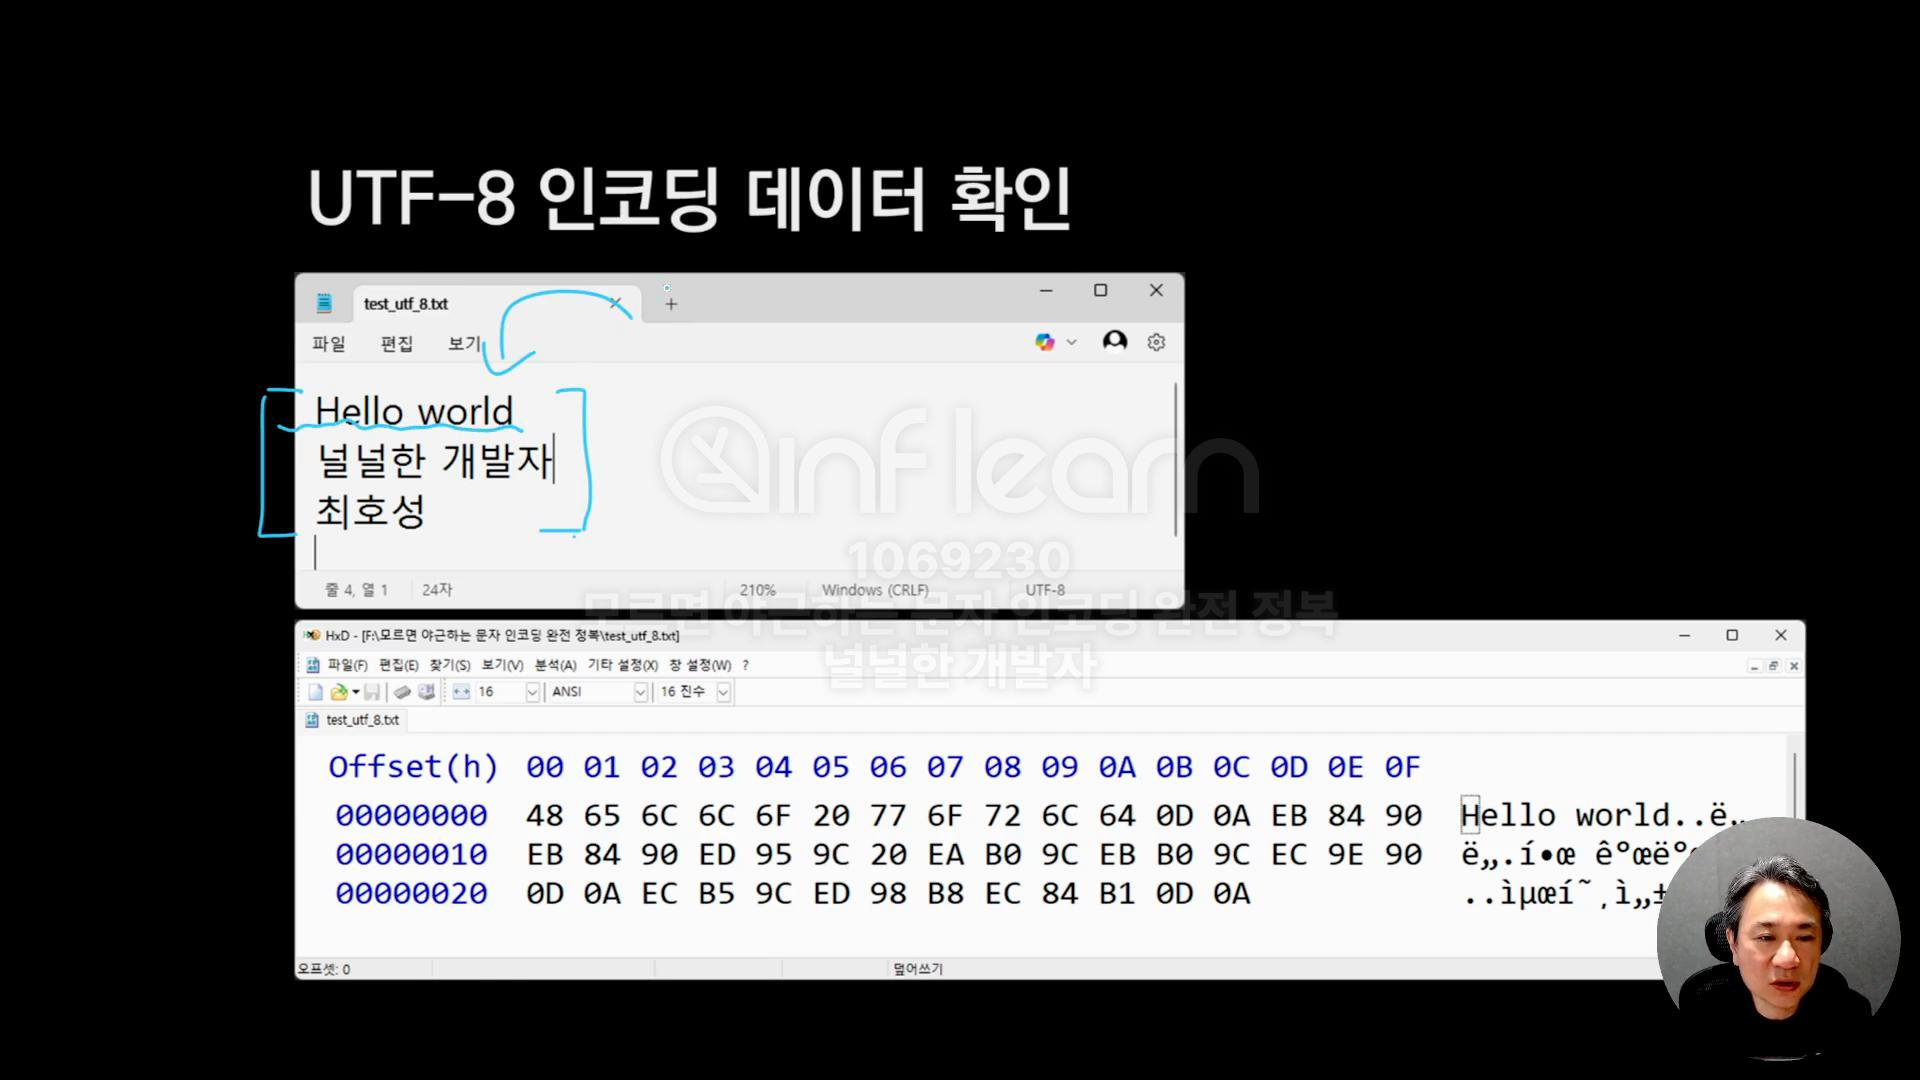 UTF-8 인코딩 데이터 확인
test_utf_8.txt
파일 편집 보기
Hello world
널널한 개발자
최호성
줄 4, 열 1 24자 210% Windows (CRLF) UTF-8
inflearn
1069230
모르면 야근하는 문자 인코딩 완전 정복
널널한 개발자
HxD - [F:\모르면 야근하는 문자 인코딩 완전 정복\test_utf_8.txt]
파일(F) 편집(E) 찾기(S) 보기(V) 분석(A) 기타 설정(X) 창 설정(W) ?
16 ANSI 16 진수
test_utf_8.txt
Offset(h) 00 01 02 03 04 05 06 07 08 09 0A 0B 0C 0D 0E 0F
00000000 48 65 6C 6C 6F 20 77 6F 72 6C 64 0D 0A EB 84 90 Hello world..ë„
00000010 EB 84 90 ED 95 9C 20 EA B0 9C EB B0 9C EC 9E 90 ë„.í•œ ê°œë°
00000020 0D 0A EC B5 9C ED 98 B8 EC 84 B1 0D 0A ..ìµœí˜¸ì„±
오프셋: 0 덮어쓰기